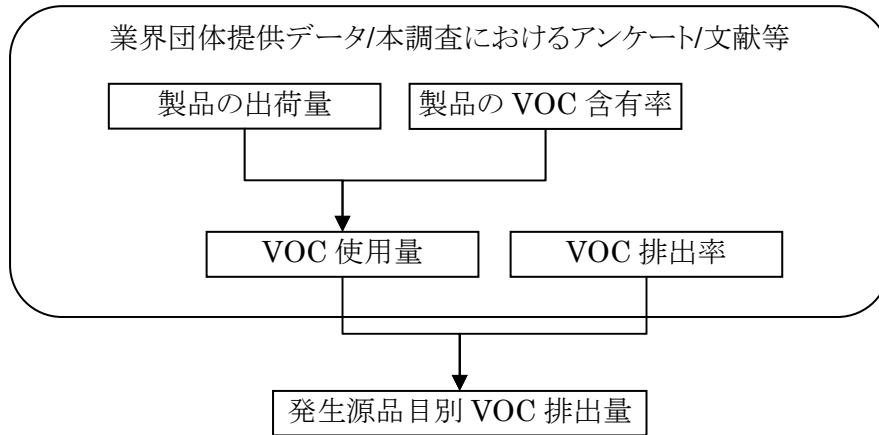 業界団体提供データ/本調査におけるアンケート/文献等
製品の出荷量
製品の VOC 含有率
VOC 使用量
VOC 排出率
発生源品目別 VOC 排出量